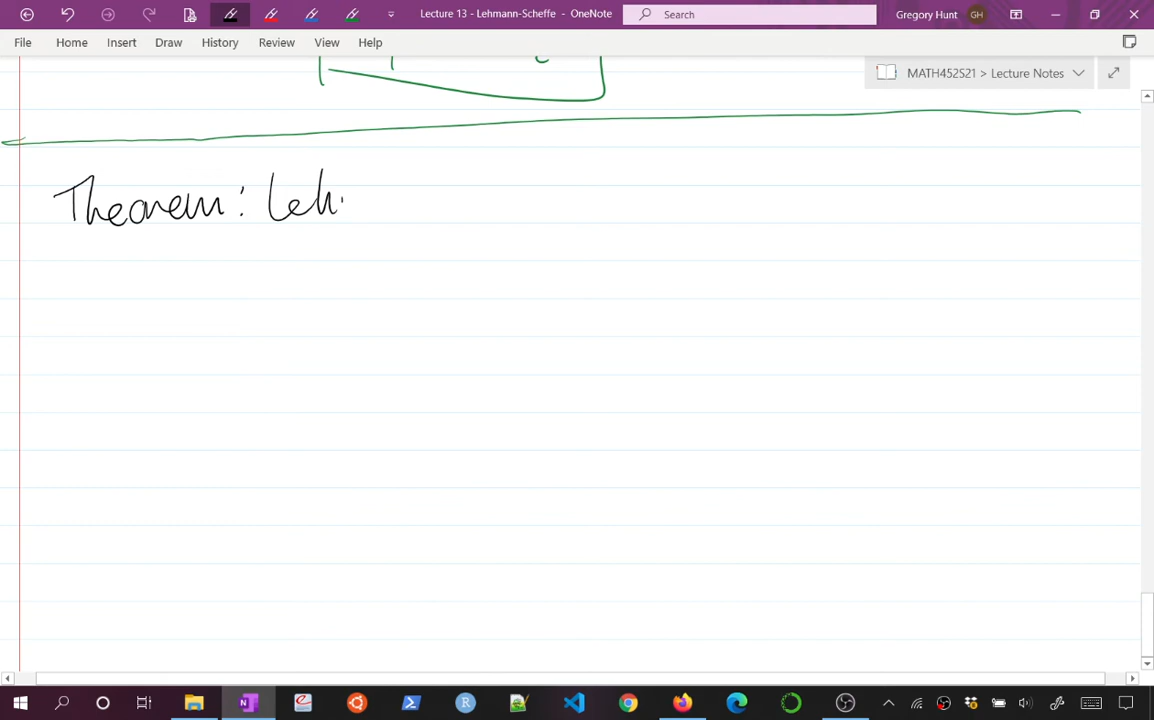 Lecture 13 - Lehmann-Scheffe - OneNote
Search
Gregory Hunt
GH
File Home Insert Draw History Review View Help
MATH452S21 > Lecture Notes
Theorem: Leh